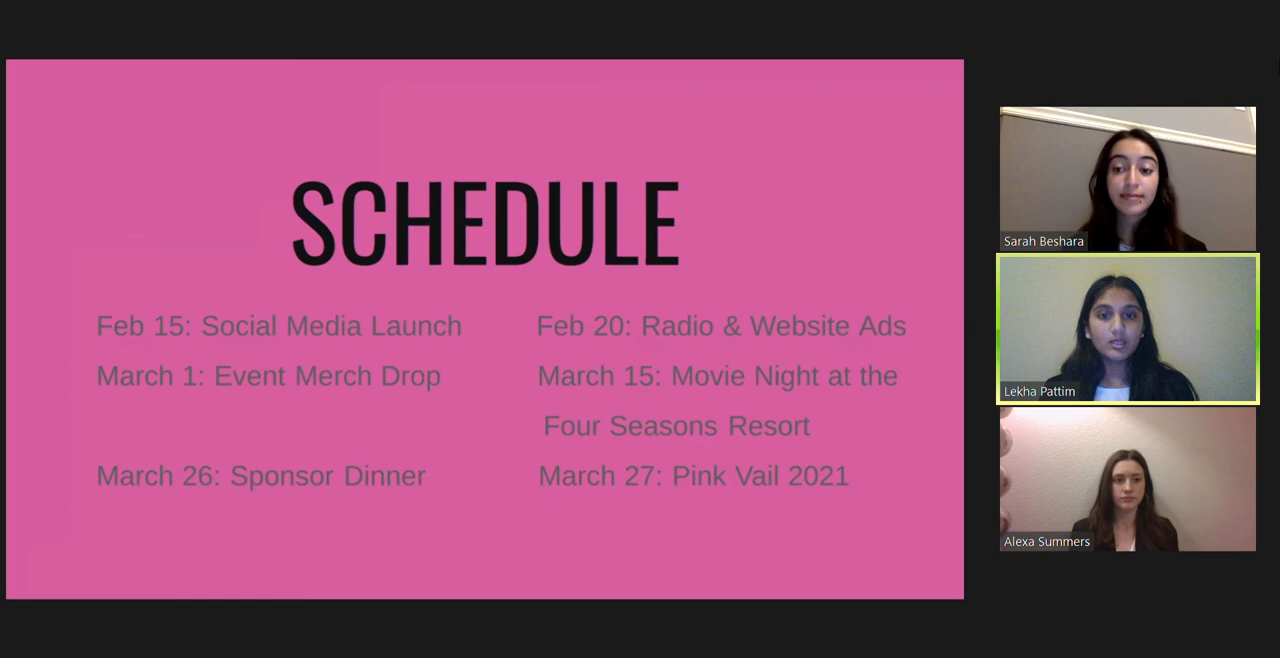 SCHEDULE
Feb 15: Social Media Launch
Feb 20: Radio & Website Ads
March 1: Event Merch Drop
March 15: Movie Night at the
Four Seasons Resort
March 26: Sponsor Dinner
March 27: Pink Vail 2021
Sarah Beshara
Lekha Pattim
Alexa Summers